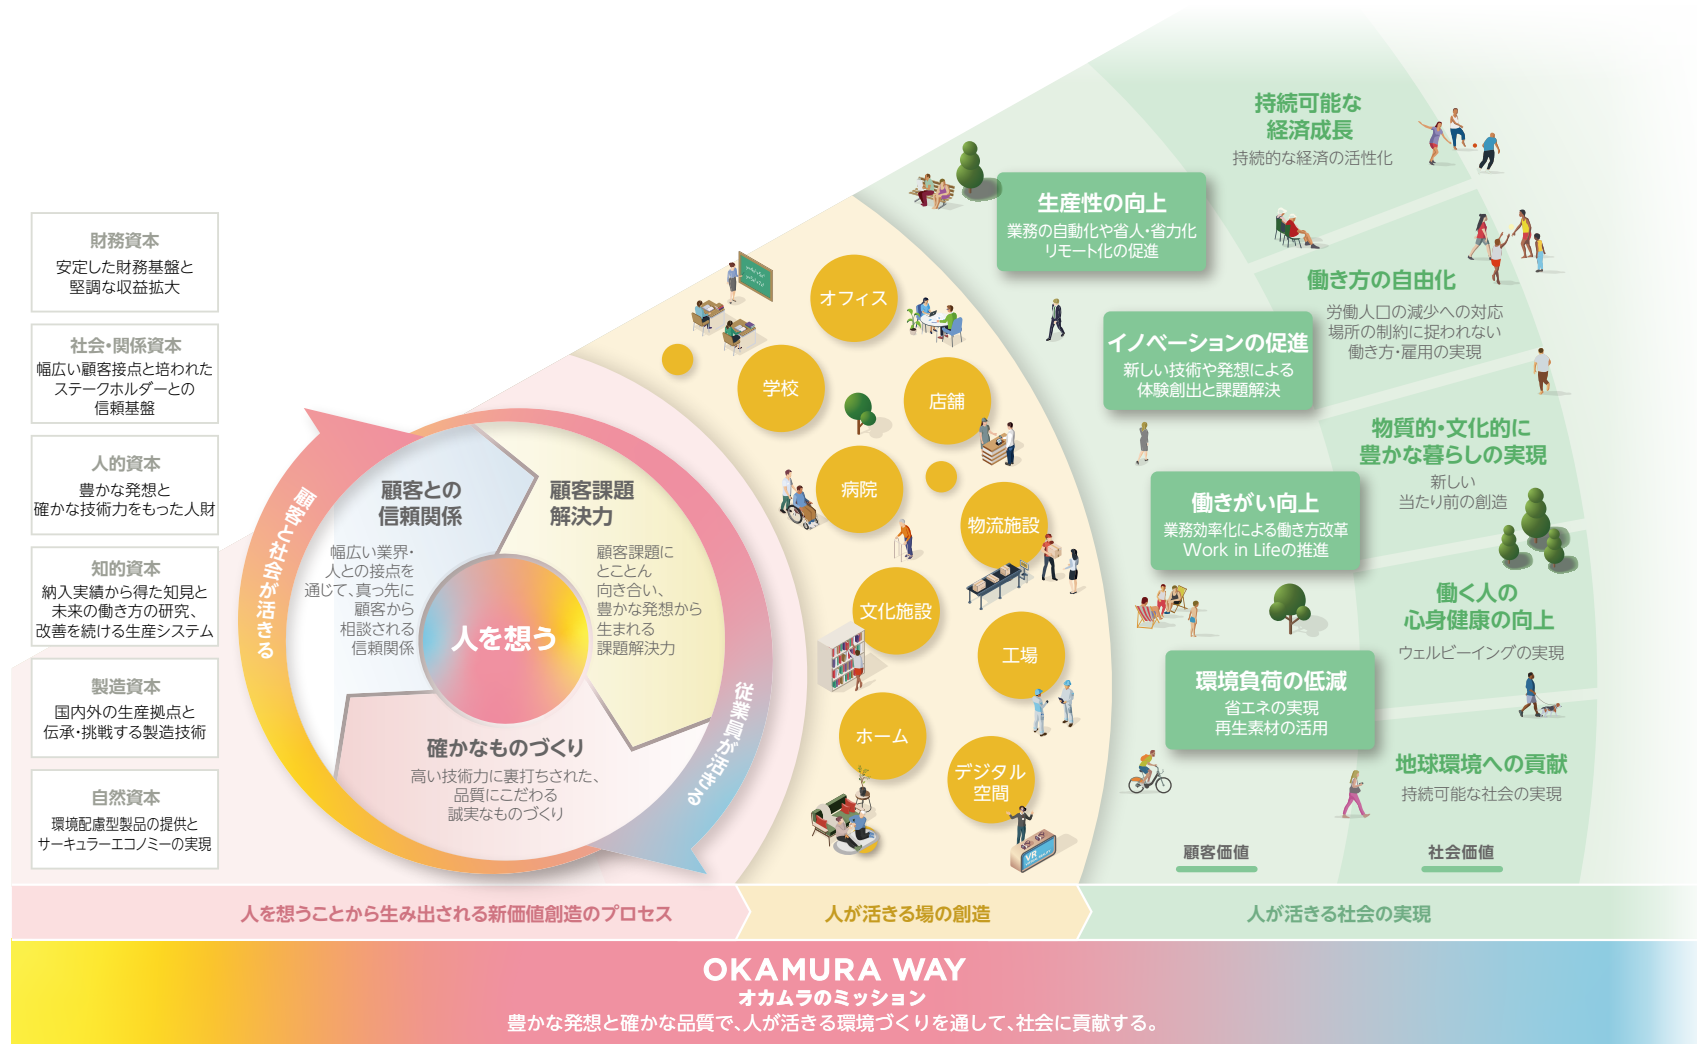 財務資本
安定した財務基盤と
堅調な収益拡大
社会・関係資本
幅広い顧客接点と培われた
ステークホルダーとの
信頼基盤
人的資本
豊かな発想と
確かな技術力をもった人財
知的資本
納入実績から得た知見と
未来の働き方の研究、
改善を続ける生産システム
製造資本
国内外の生産拠点と
伝承・挑戦する製造技術
自然資本
環境配慮型製品の提供と
サーキュラーエコノミーの実現
顧客と社会が活きる
顧客との
信頼関係
幅広い業界・
人との接点を
通じて、真っ先に
顧客から
相談される
信頼関係
顧客課題
解決力
顧客課題に
とことん
向き合い、
豊かな発想から
生まれる
課題解決力
人を想う
確かなものづくり
高い技術力に裏打ちされた、
品質にこだわる
誠実なものづくり
従業員が活きる
オフィス
学校
店舗
病院
物流施設
文化施設
工場
ホーム
デジタル
空間
VR
生産性の向上
業務の自動化や省人・省力化
リモート化の促進
イノベーションの促進
新しい技術や発想による
体験創出と課題解決
働きがい向上
業務効率化による働き方改革
Work in Lifeの推進
環境負荷の低減
省エネの実現
再生素材の活用
顧客価値
持続可能な
経済成長
持続的な経済の活性化
働き方の自由化
労働人口の減少への対応
場所の制約に捉われない
働き方・雇用の実現
物質的・文化的に
豊かな暮らしの実現
新しい
当たり前の創造
働く人の
心身健康の向上
ウェルビーイングの実現
地球環境への貢献
持続可能な社会の実現
社会価値
人を想うことから生み出される新価値創造のプロセス
人が活きる場の創造
人が活きる社会の実現
OKAMURA WAY
オカムラのミッション
豊かな発想と確かな品質で、人が活きる環境づくりを通して、社会に貢献する。